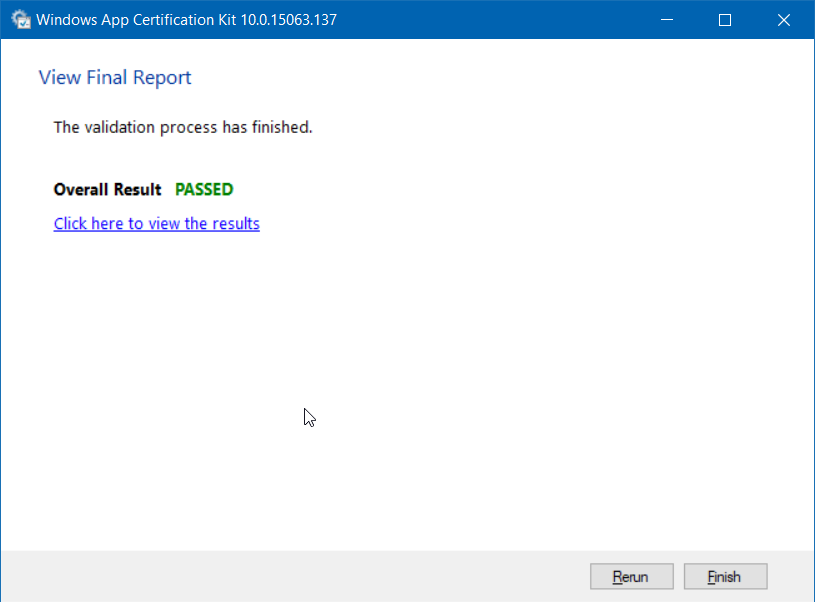 Windows App Certification Kit 10.0.15063.137
View Final Report
The validation process has finished.
Overall Result PASSED
Click here to view the results
Rerun Finish